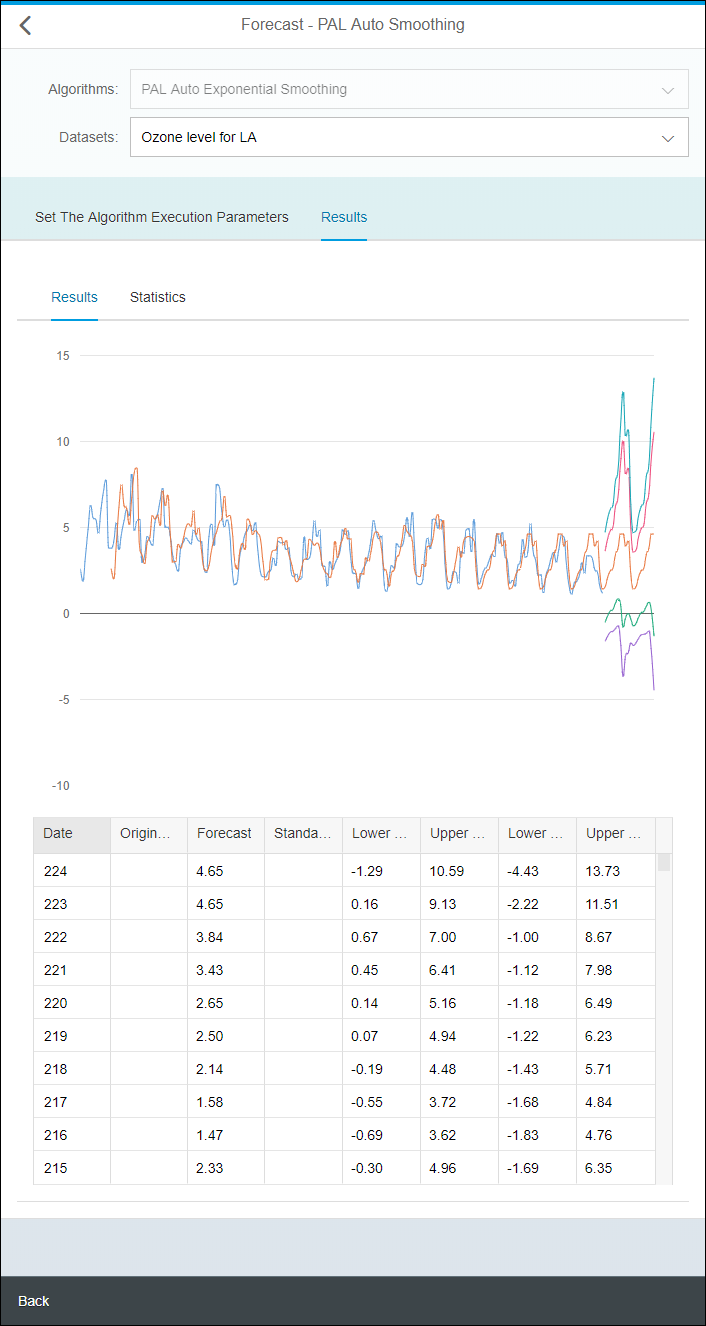 Forecast - PAL Auto Smoothing
Algorithms: PAL Auto Exponential Smoothing
Datasets: Ozone level for LA
Set The Algorithm Execution Parameters Results
Results Statistics
15
10
5
0
-5
-10
Date Origin... Forecast Standa... Lower ... Upper ... Lower ... Upper ...
224 4.65 -1.29 10.59 -4.43 13.73
223 4.65 0.16 9.13 -2.22 11.51
222 3.84 0.67 7.00 -1.00 8.67
221 3.43 0.45 6.41 -1.12 7.98
220 2.65 0.14 5.16 -1.18 6.49
219 2.50 0.07 4.94 -1.22 6.23
218 2.14 -0.19 4.48 -1.43 5.71
217 1.58 -0.55 3.72 -1.68 4.84
216 1.47 -0.69 3.62 -1.83 4.76
215 2.33 -0.30 4.96 -1.69 6.35
Back